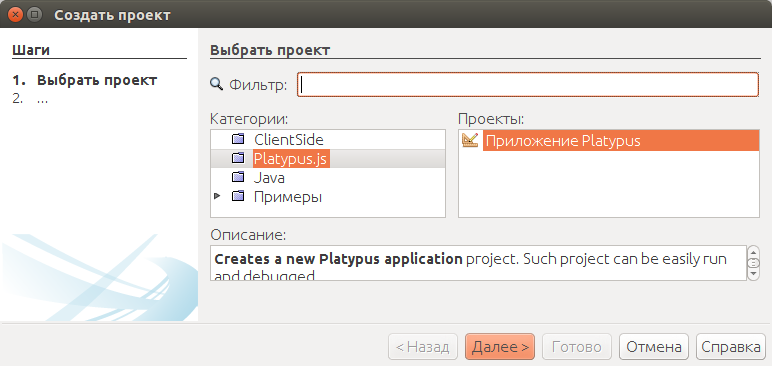 Создать проект
Шаги
1. Выбрать проект
2. ...
Выбрать проект
Фильтр:
Категории:
ClientSide
Platypus.js
Java
Примеры
Проекты:
Приложение Platypus
Описание:
Creates a new Platypus application project. Such project can be easily run
and debugged
< Назад
Далее >
Готово
Отмена
Справка